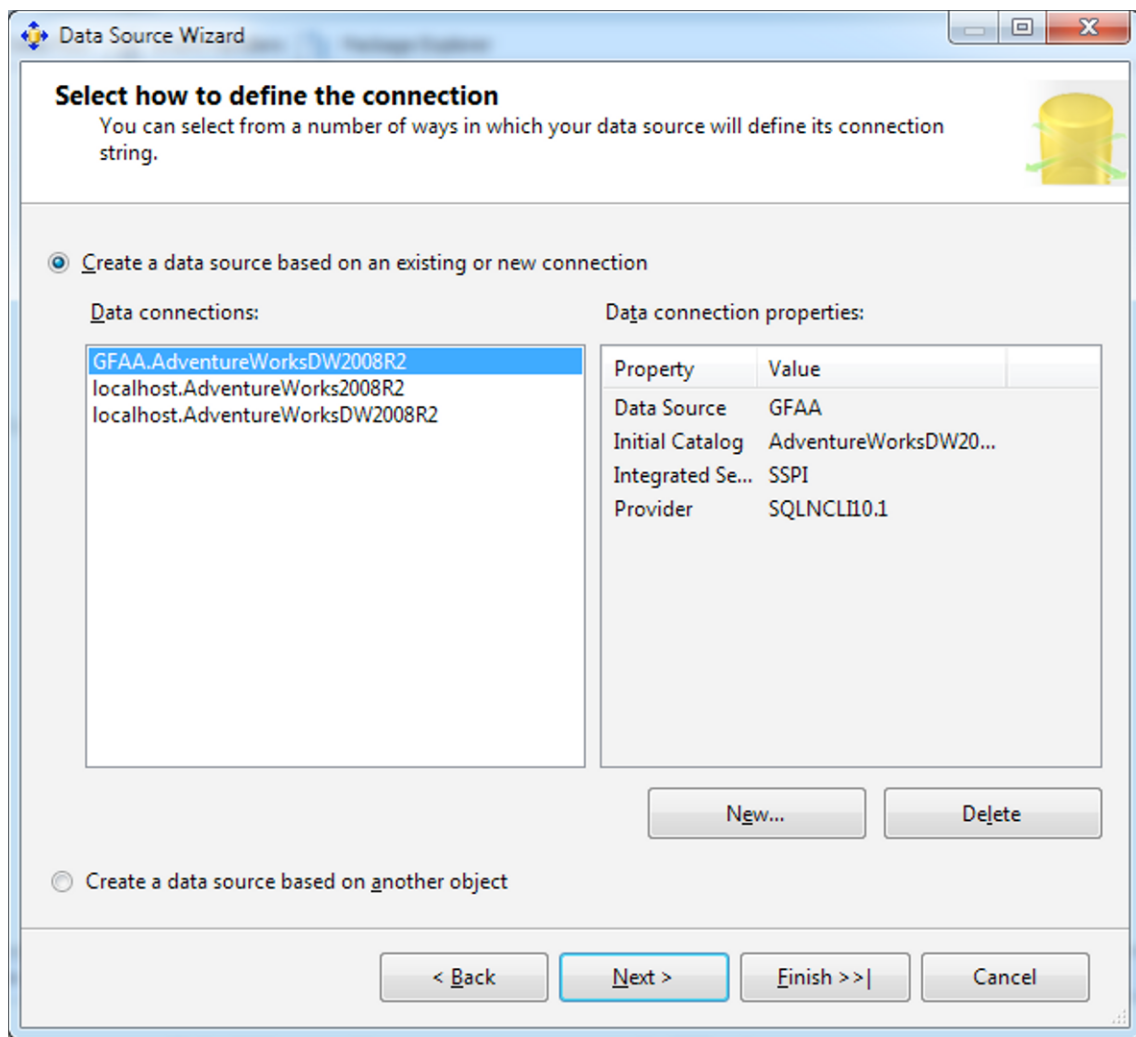 Data Source Wizard
Select how to define the connection
You can select from a number of ways in which your data source will define its connection
string.
Create a data source based on an existing or new connection
Data connections:
GFAA.AdventureWorksDW2008R2
localhost.AdventureWorks2008R2
localhost.AdventureWorksDW2008R2
Data connection properties:
Property Value
Data Source GFAA
Initial Catalog AdventureWorksDW20...
Integrated Se... SSPI
Provider SQLNCLI10.1
New... Delete
Create a data source based on another object
< Back Next > Finish >>| Cancel